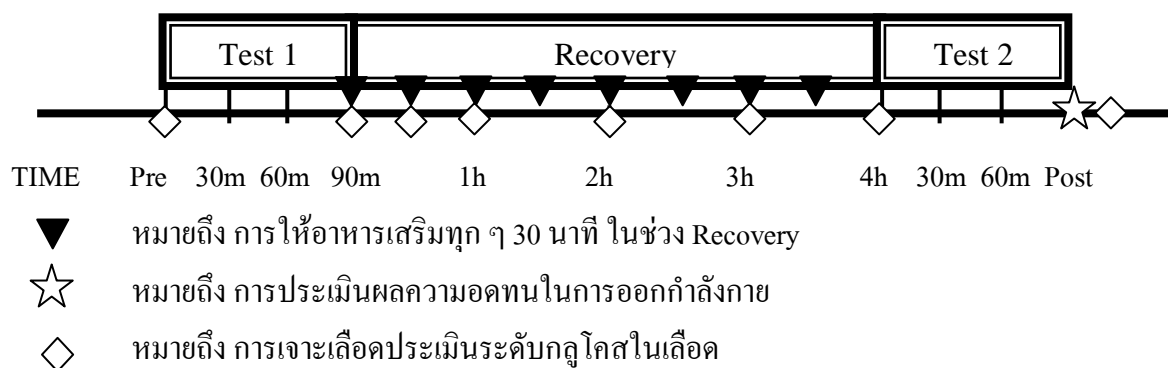 Test 1 Recovery Test 2
TIME Pre 30m 60m 90m 1h 2h 3h 4h 30m 60m Post
หมายถึง การให้อาหารเสริมทุก ๆ 30 นาที ในช่วง Recovery
หมายถึง การประเมินผลความอดทนในการออกกำลังกาย
หมายถึง การเจาะเลือดประเมินระดับกลูโคสในเลือด